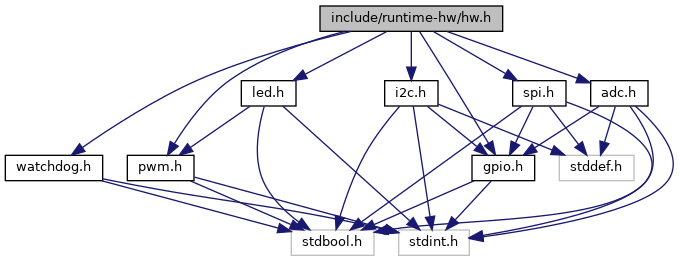 include/runtime-hw/hw.h
led.h
i2c.h
spi.h
adc.h
watchdog.h
pwm.h
gpio.h
stddef.h
stdbool.h
stdint.h